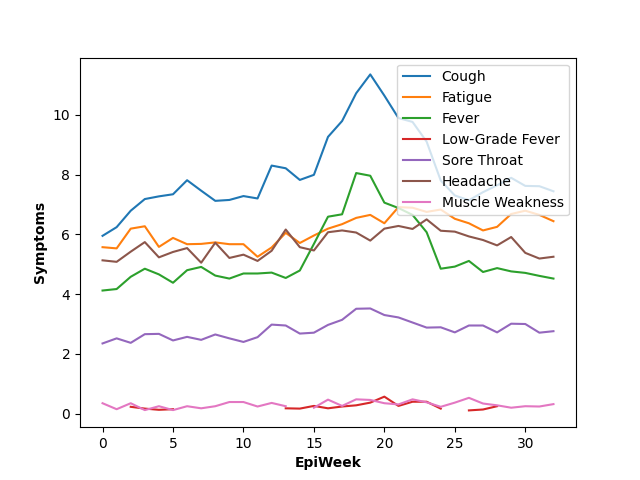 Cough
Fatigue
Fever
Low-Grade Fever
Sore Throat
Headache
Muscle Weakness
10
8
6
4
2
0
Symptoms
0 5 10 15 20 25 30
EpiWeek